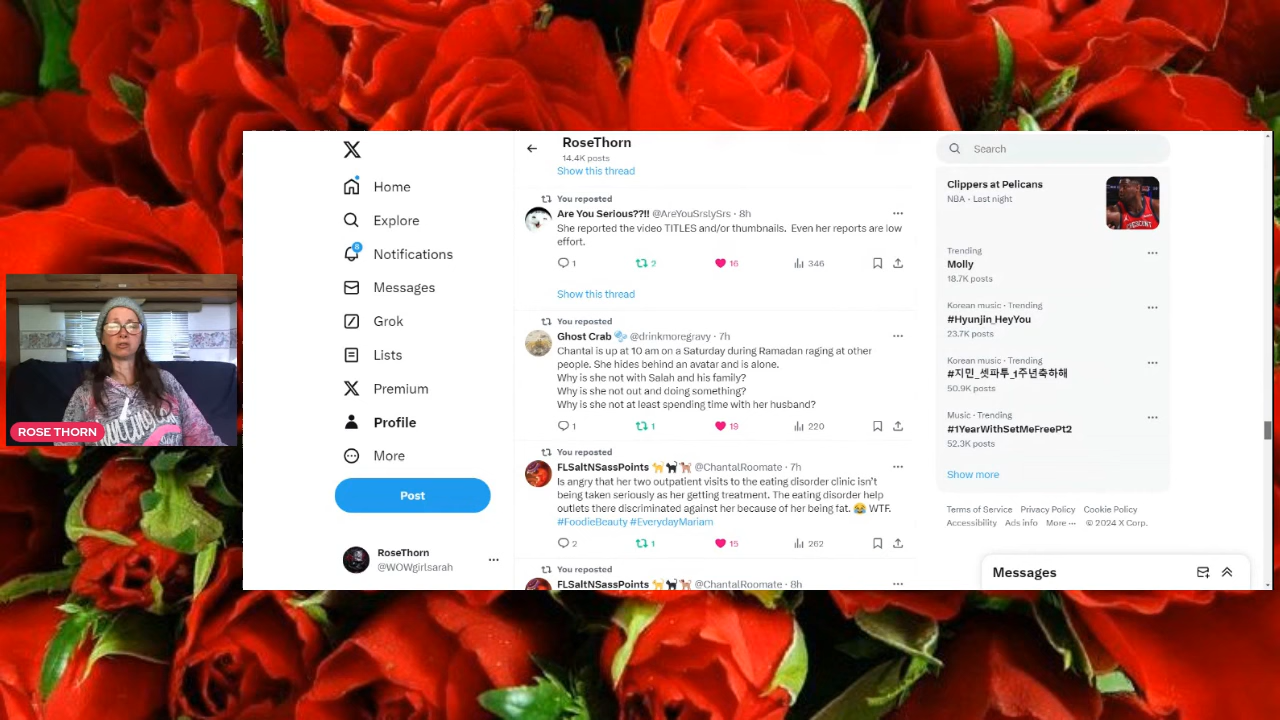 RoseThorn
14.4K posts
Show this thread
Home
Explore
8
Notifications
Messages
Grok
Lists
Premium
Profile
More
Post
RoseThorn
@WOWgirlsarah
ROSE THORN
You reposted
Are You Serious??!! @AreYouSrslySrs · 8h
She reported the video TITLES and/or thumbnails. Even her reports are low
effort.
1 2 16 346
Show this thread
You reposted
Ghost Crab @drinkmoregravy · 7h
Chantal is up at 10 am on a Saturday during Ramadan raging at other
people. She hides behind an avatar and is alone.
Why is she not with Salah and his family?
Why is she not out and doing something?
Why is she not at least spending time with her husband?
1 1 19 220
You reposted
FLSaltNSassPoints @ChantalRoomate · 7h
Is angry that her two outpatient visits to the eating disorder clinic isn't
being taken seriously as her getting treatment. The eating disorder help
outlets there discriminated against her because of her being fat. 😂 WTF.
#FoodieBeauty #EverydayMariam
2 1 15 262
You reposted
FLSaltNSassPoints @ChantalRoomate · 8h
Search
Clippers at Pelicans
NBA · Last night
Trending
Molly
18.7K posts
Korean music · Trending
#Hyunjin_HeyYou
23.7K posts
Korean music · Trending
#지민_셋파투_1주년축하해
50.9K posts
Music · Trending
#1YearWithSetMeFreePt2
52.3K posts
Show more
Terms of Service Privacy Policy Cookie Policy
Accessibility Ads info More ··· © 2024 X Corp.
Messages